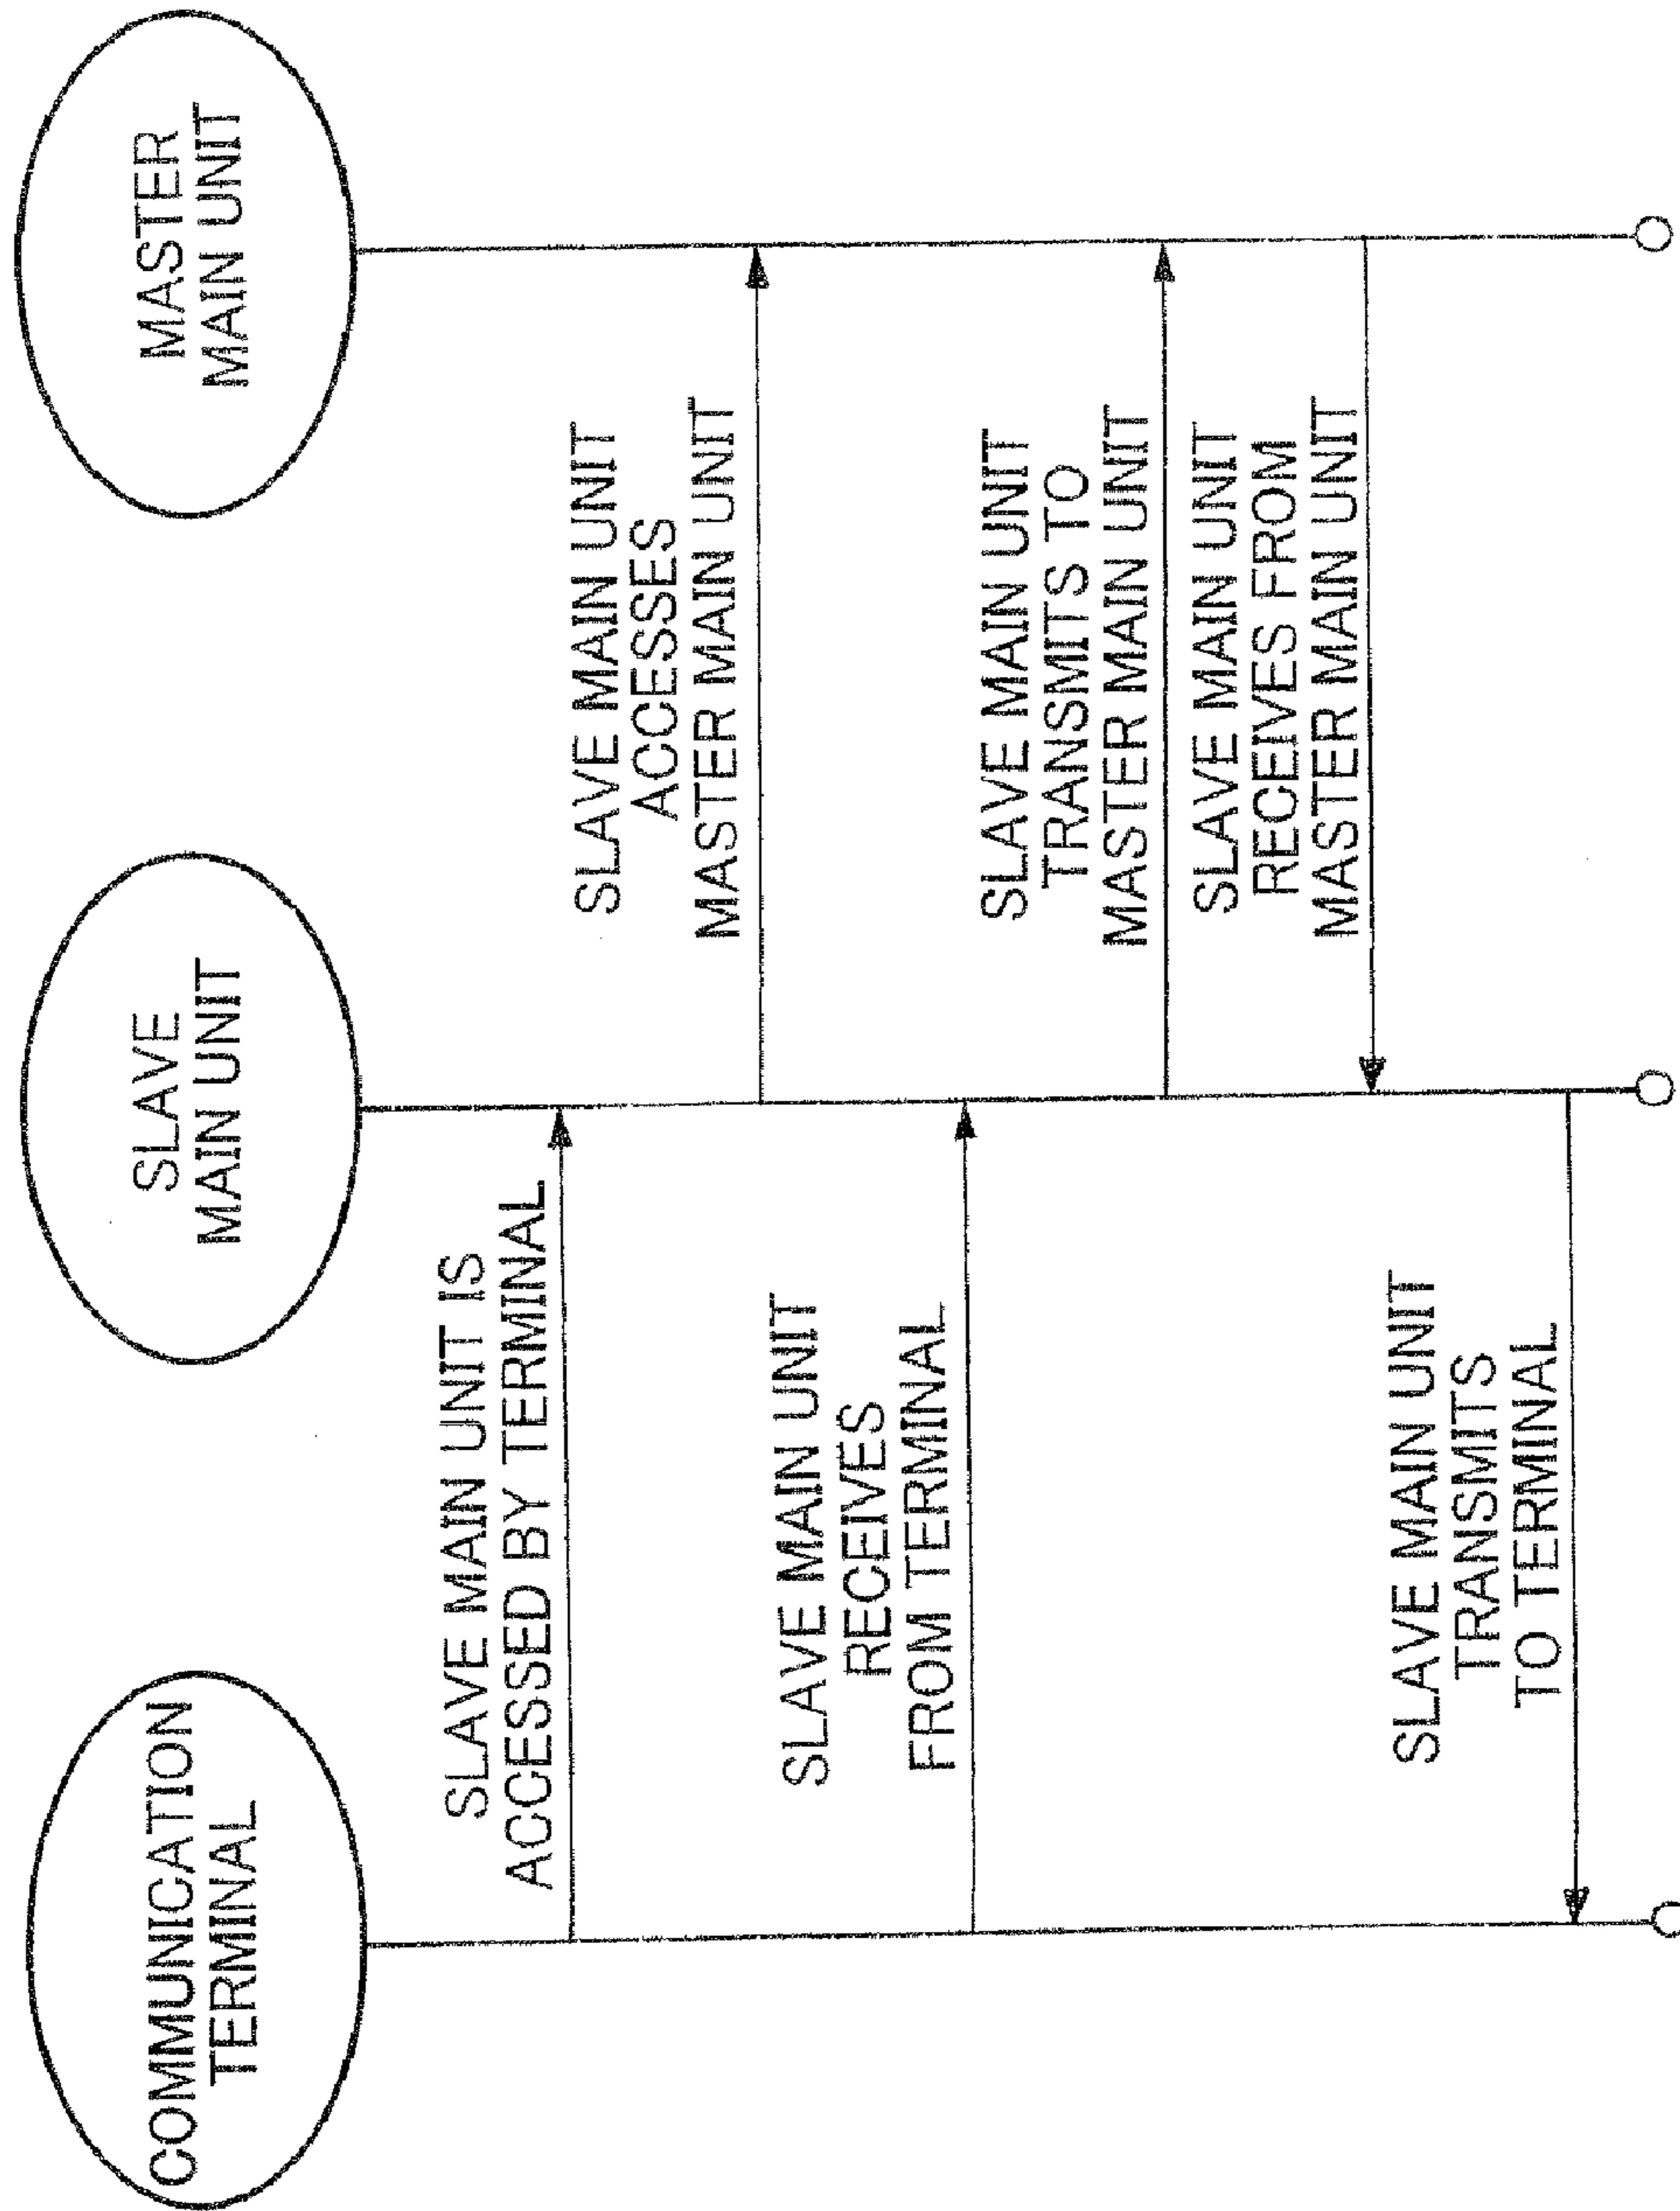 COMMUNICATION
TERMINAL
SLAVE
MAIN UNIT
MASTER
MAIN UNIT
SLAVE MAIN UNIT IS
ACCESSED BY TERMINAL
SLAVE MAIN UNIT
ACCESSES
MASTER MAIN UNIT
SLAVE MAIN UNIT
RECEIVES
FROM TERMINAL
SLAVE MAIN UNIT
TRANSMITS TO
MASTER MAIN UNIT
SLAVE MAIN UNIT
RECEIVES FROM
MASTER MAIN UNIT
SLAVE MAIN UNIT
TRANSMITS
TO TERMINAL